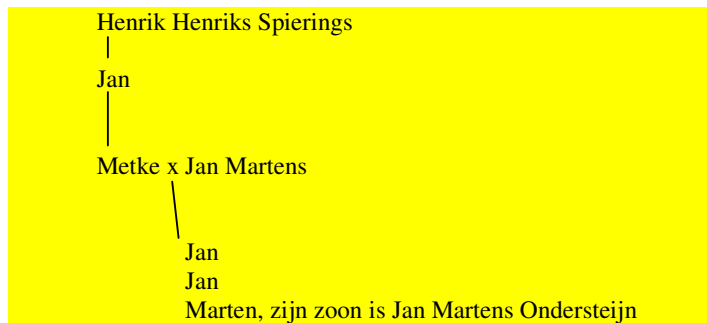 Henrik Henriks Spierings
Jan
Metke x Jan Martens
Jan
Jan
Marten, zijn zoon is Jan Martens Ondersteijn